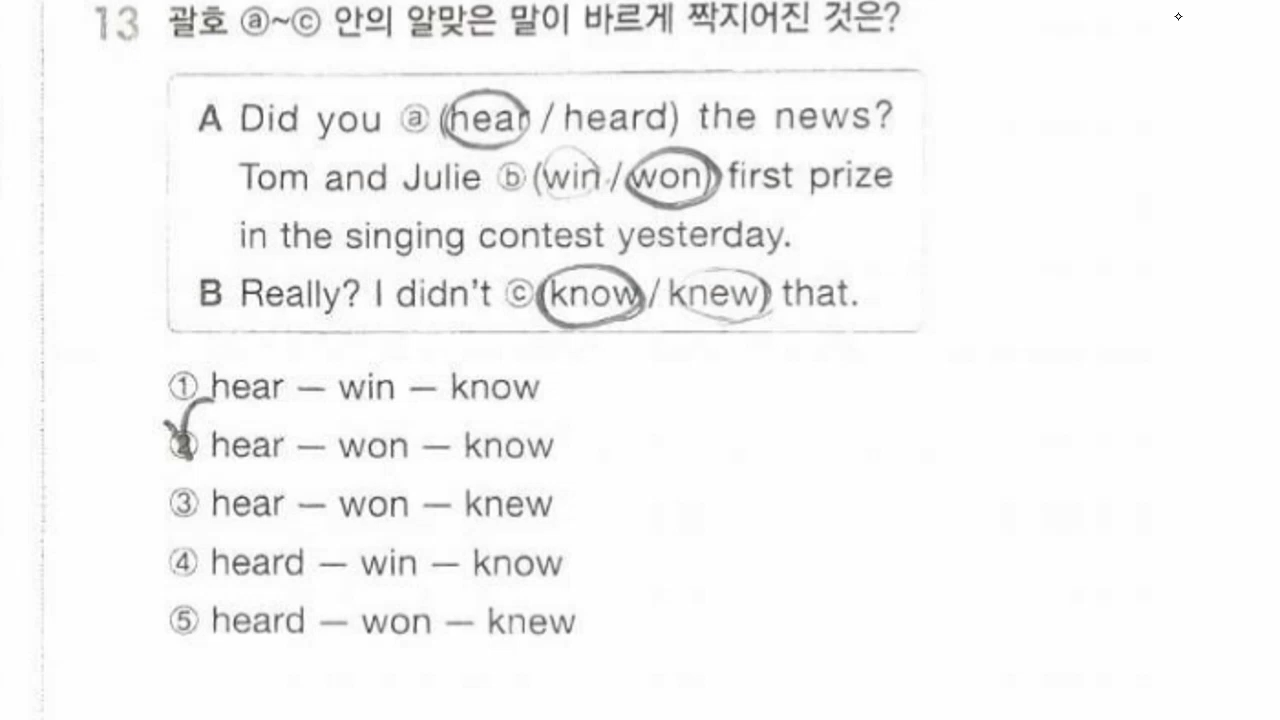 13 괄호 ⓐ~ⓒ 안의 알맞은 말이 바르게 짝지어진 것은?
A Did you ⓐ (hear / heard) the news?
Tom and Julie ⓑ (win / won) first prize
in the singing contest yesterday.
B Really? I didn't ⓒ (know / knew) that.
① hear – win – know
② hear – won – know
③ hear – won – knew
④ heard – win – know
⑤ heard – won – knew